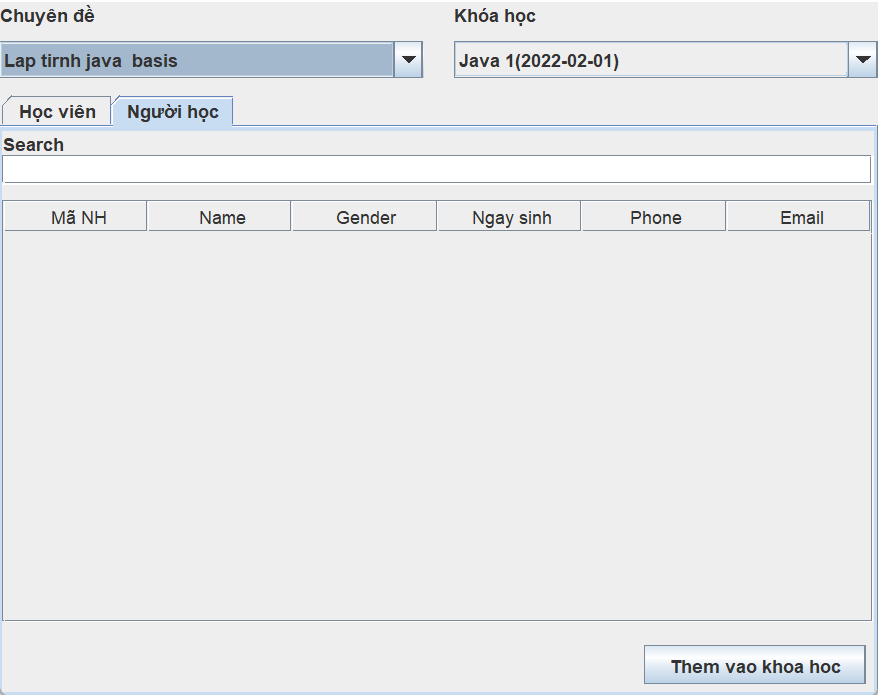 Chuyên đề Khóa học
Lap tirnh java  basis Java 1(2022-02-01)
Học viên Người học
Search
Mã NH Name Gender Ngay sinh Phone Email
Them vao khoa hoc